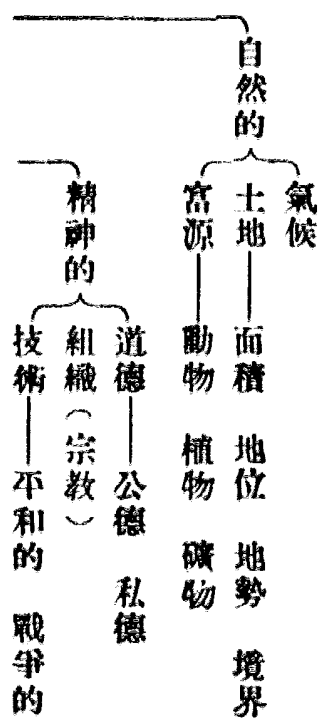 自然的
氣候
土地 面積 地位 地勢 境界
富源 動物 植物 礦物
精神的
道德 公德 私德
組織(宗教)
技術 平和的 戰爭的